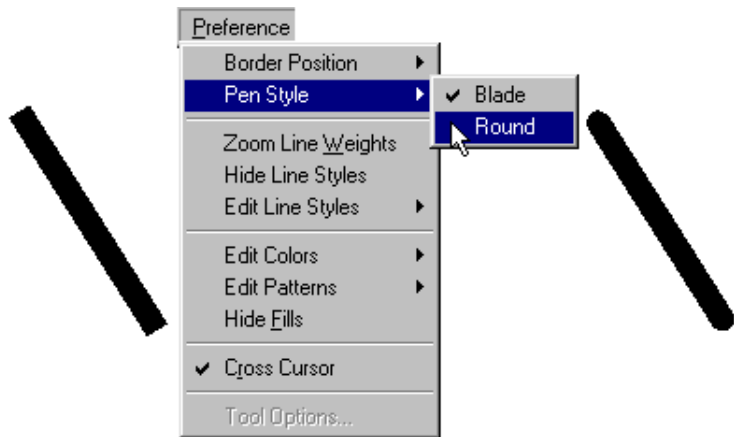 Preference
Border Position
Pen Style
Blade
Round
Zoom Line Weights
Hide Line Styles
Edit Line Styles
Edit Colors
Edit Patterns
Hide Fills
Cross Cursor
Tool Options...